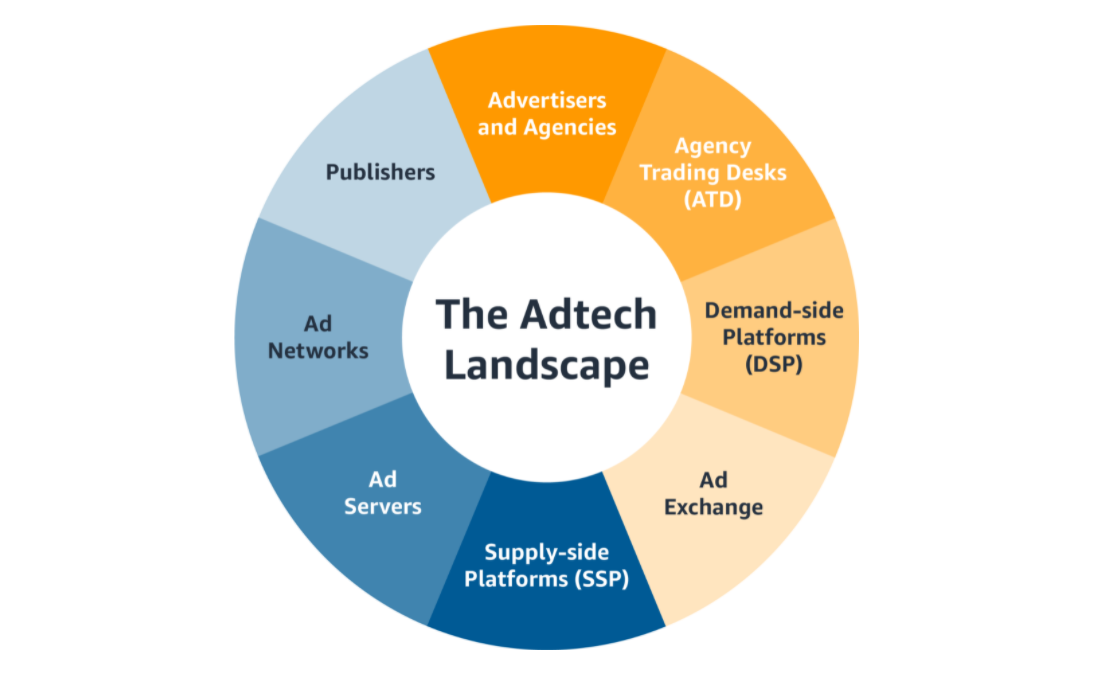 The Adtech
Landscape
Advertisers
and Agencies
Agency
Trading Desks
(ATD)
Demand-side
Platforms
(DSP)
Ad
Exchange
Supply-side
Platforms (SSP)
Ad
Servers
Ad
Networks
Publishers